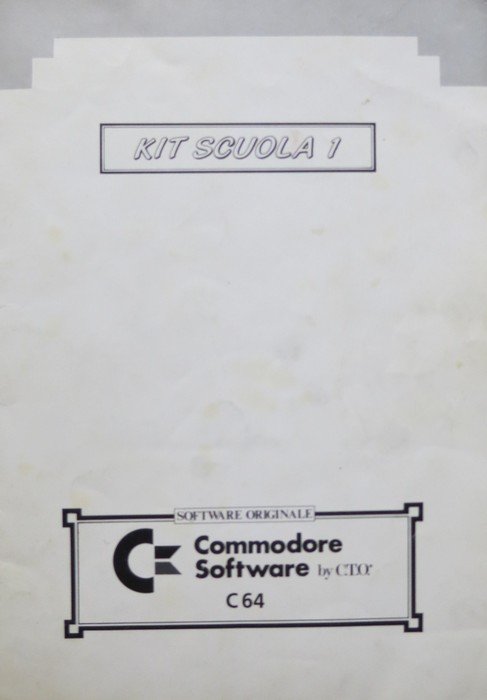 KIT SCUOLA 1
SOFTWARE ORIGINALE
Commodore
Software by C.T.O.
C64